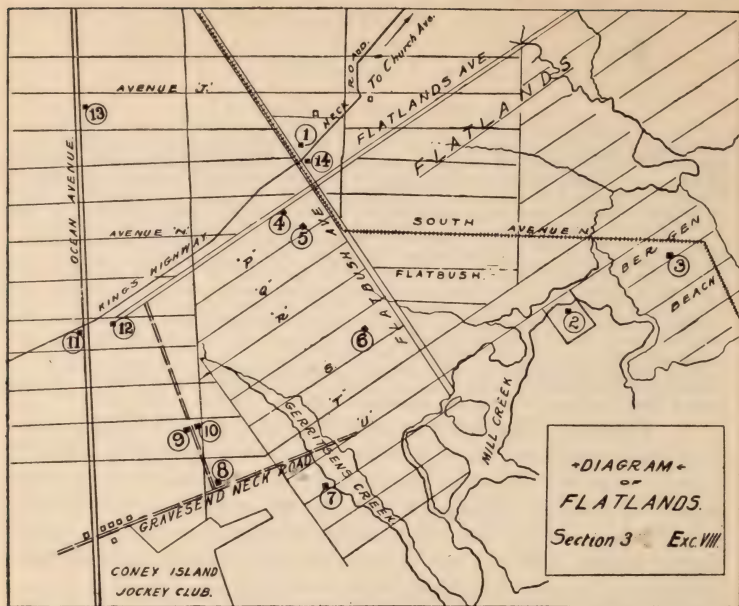 AVENUE "J."
NECK ROAD.
To Church Ave.
FLATLANDS AVE
FLATLANDS
13
1
14
OCEAN AVENUE.
AVENUE "N."
KINGS HIGHWAY
4
5
SOUTH AVENUE N
FLATBUSH.
FLATBUSH AVE
BERGEN BEACH
3
"P"
"Q"
"R"
S.
"T"
"U"
11
12
6
2
9
10
8
7
GERRITSENS CREEK
MILL CREEK
GRAVESEND NECK ROAD
CONEY ISLAND
JOCKEY CLUB.
DIAGRAM
OF
FLATLANDS.
Section 3 Exc. VIII.